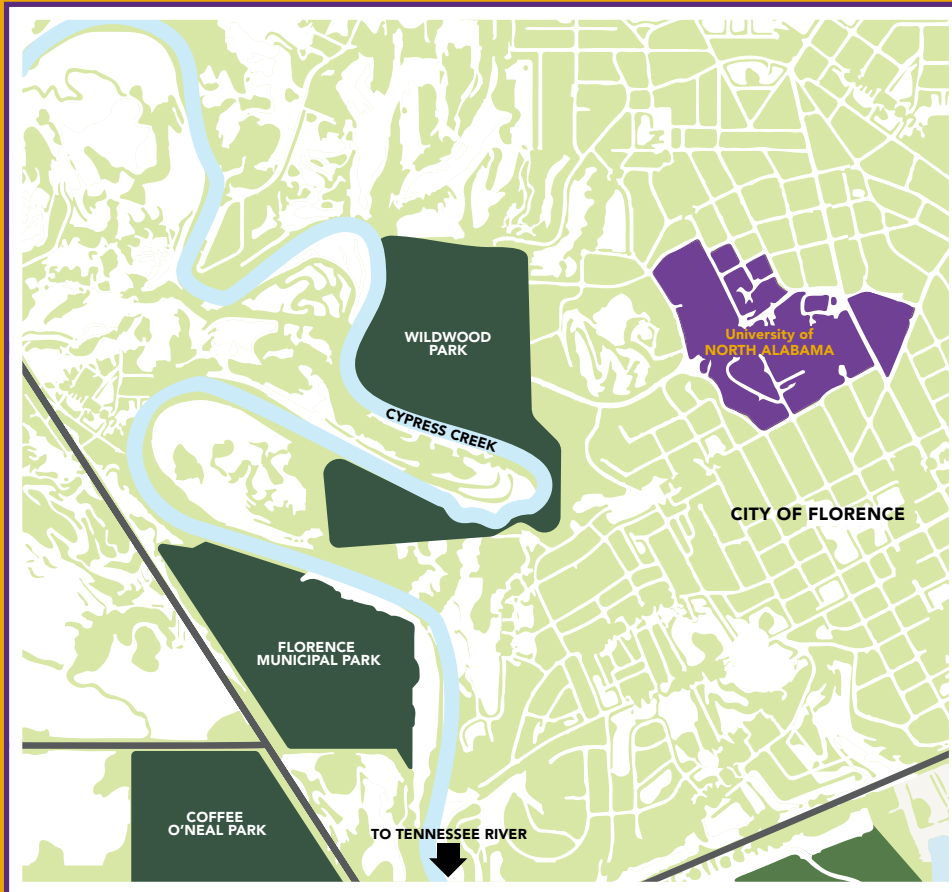 WILDWOOD
PARK
University of
NORTH ALABAMA
CYPRESS CREEK
CITY OF FLORENCE
FLORENCE
MUNICIPAL PARK
COFFEE
O'NEAL PARK
TO TENNESSEE RIVER